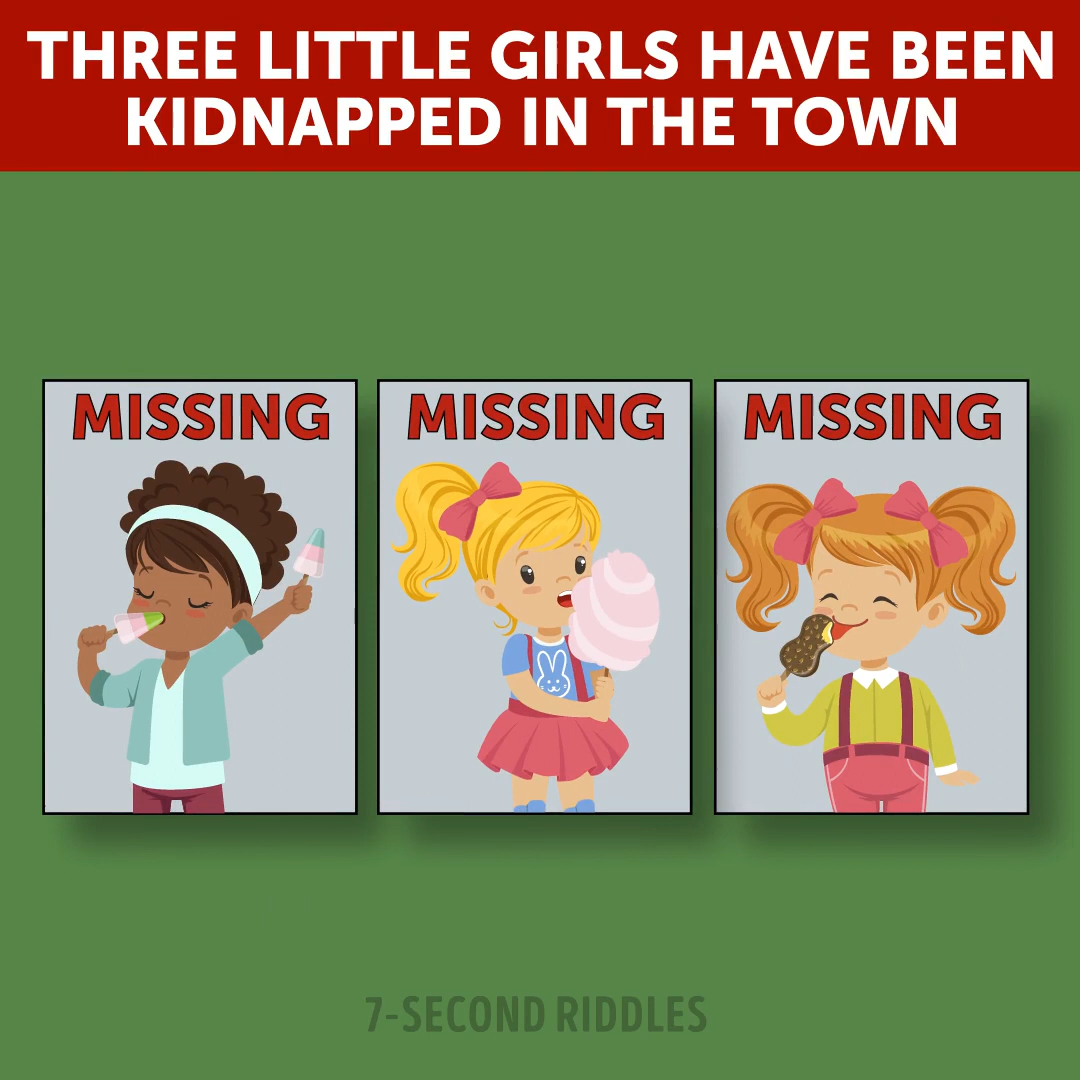 THREE LITTLE GIRLS HAVE BEEN
KIDNAPPED IN THE TOWN
MISSING
MISSING
MISSING
7-SECOND RIDDLES